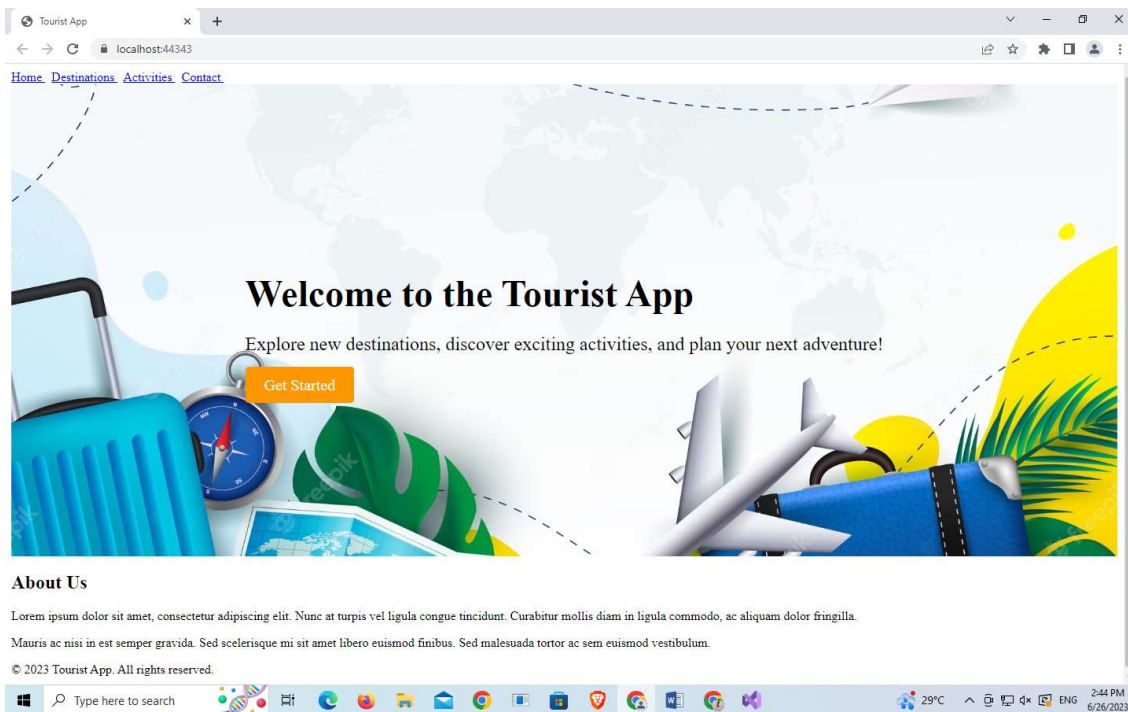 Tourist App
localhost:44343
Home Destinations Activities Contact
Welcome to the Tourist App
Explore new destinations, discover exciting activities, and plan your next adventure!
Get Started
About Us
Lorem ipsum dolor sit amet, consectetur adipiscing elit. Nunc at turpis vel ligula congue tincidunt. Curabitur mollis diam in ligula commodo, ac aliquam dolor fringilla.
Mauris ac nisi in est semper gravida. Sed scelerisque mi sit amet libero euismod finibus. Sed malesuada tortor ac sem euismod vestibulum.
© 2023 Tourist App. All rights reserved.
Type here to search
29°C
ENG
2:44 PM
6/26/2023